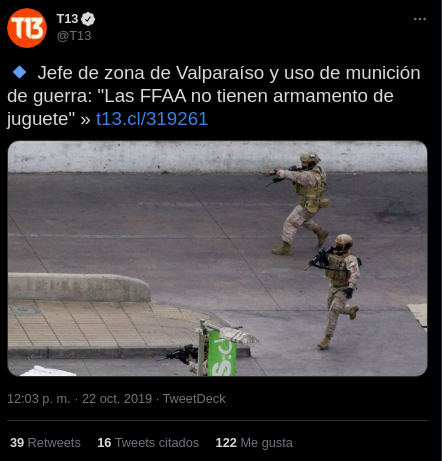 T13
T13
@T13
Jefe de zona de Valparaíso y uso de munición
de guerra: "Las FFAA no tienen armamento de
juguete" » t13.cl/319261
S:cl
12:03 p. m. · 22 oct. 2019 · TweetDeck
39 Retweets 16 Tweets citados 122 Me gusta